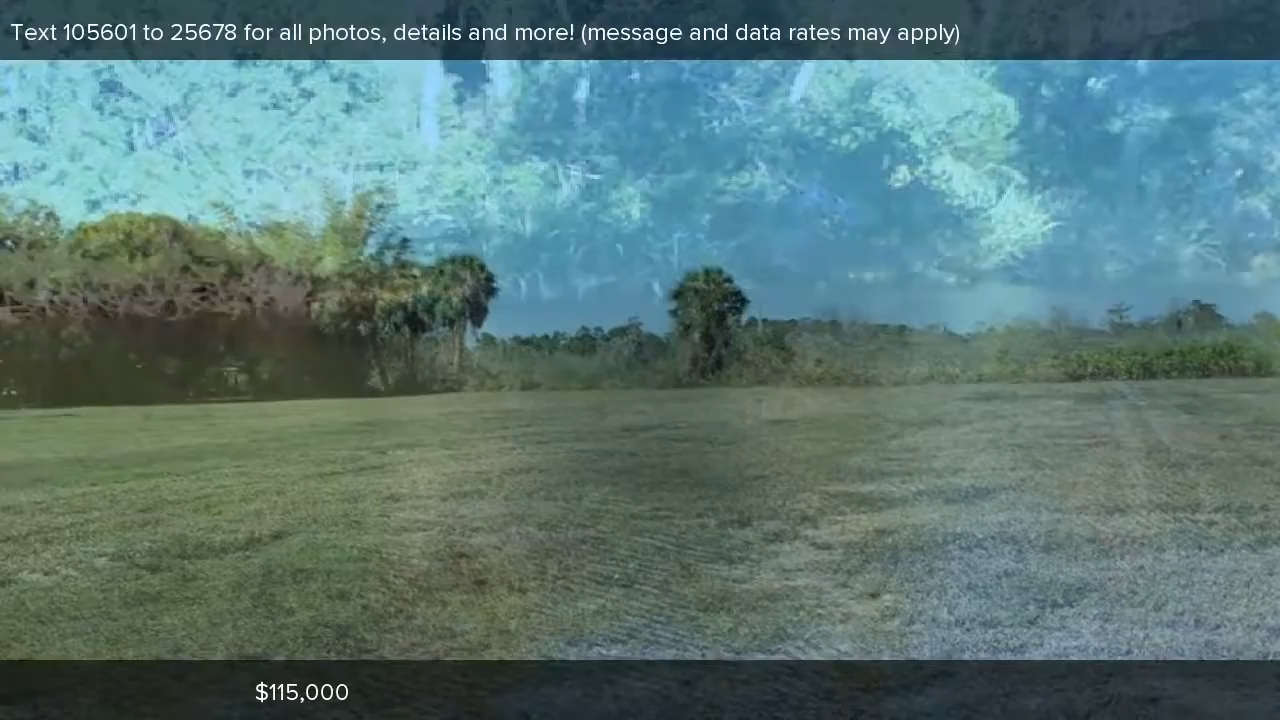 Text 105601 to 25678 for all photos, details and more! (message and data rates may apply)
$115,000